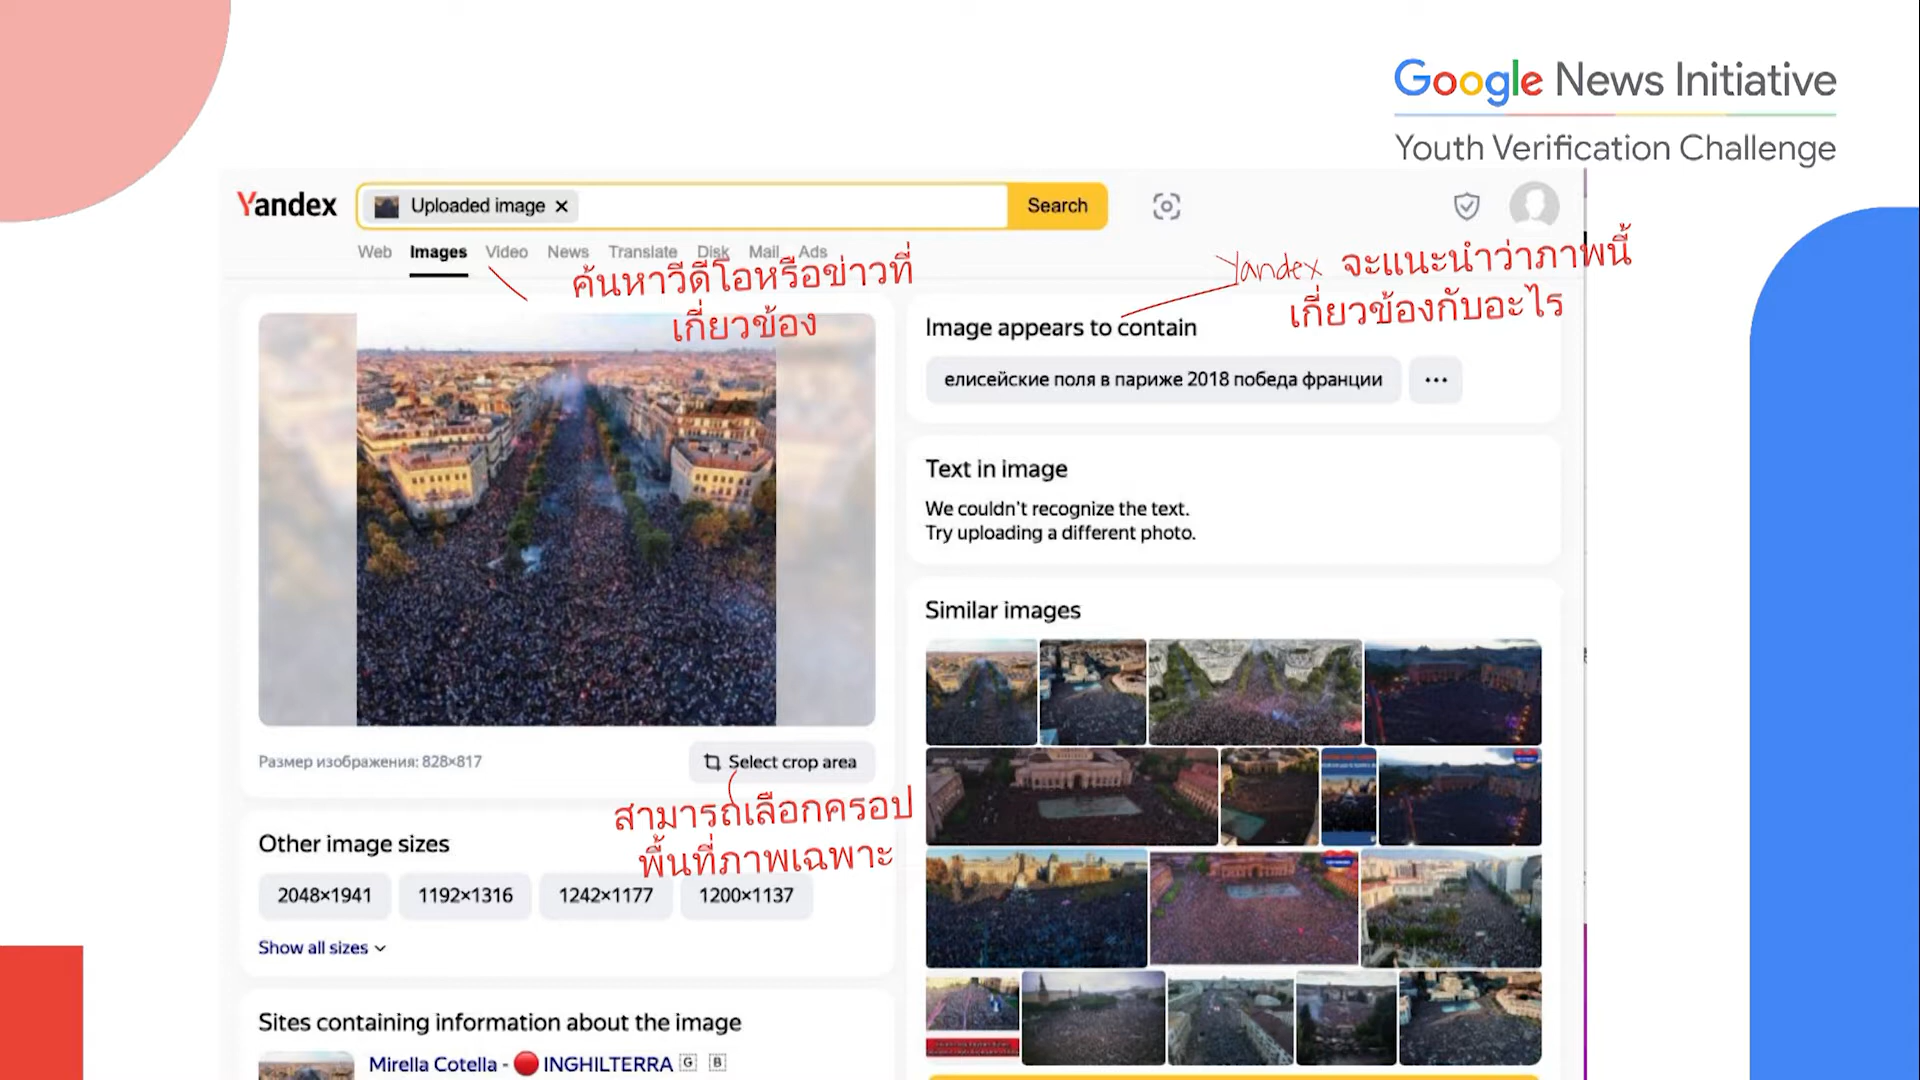 Google News Initiative
Youth Verification Challenge
Yandex
Uploaded image ×
Search
Web Images Video News Translate Disk Mail Ads
ค้นหาวีดีโอหรือข่าวที่
เกี่ยวข้อง
Yandex จะแนะนำว่าภาพนี้
เกี่ยวข้องกับอะไร
Image appears to contain
елисейские поля в париже 2018 победа франции
Text in image
We couldn't recognize the text.
Try uploading a different photo.
Similar images
Размер изображения: 828×817
Select crop area
สามารถเลือกครอป
พื้นที่ภาพเฉพาะ
Other image sizes
2048×1941 1192×1316 1242×1177 1200×1137
Show all sizes
Sites containing information about the image
Mirella Cotella - 🔴 INGHILTERRA 🄶 🄱